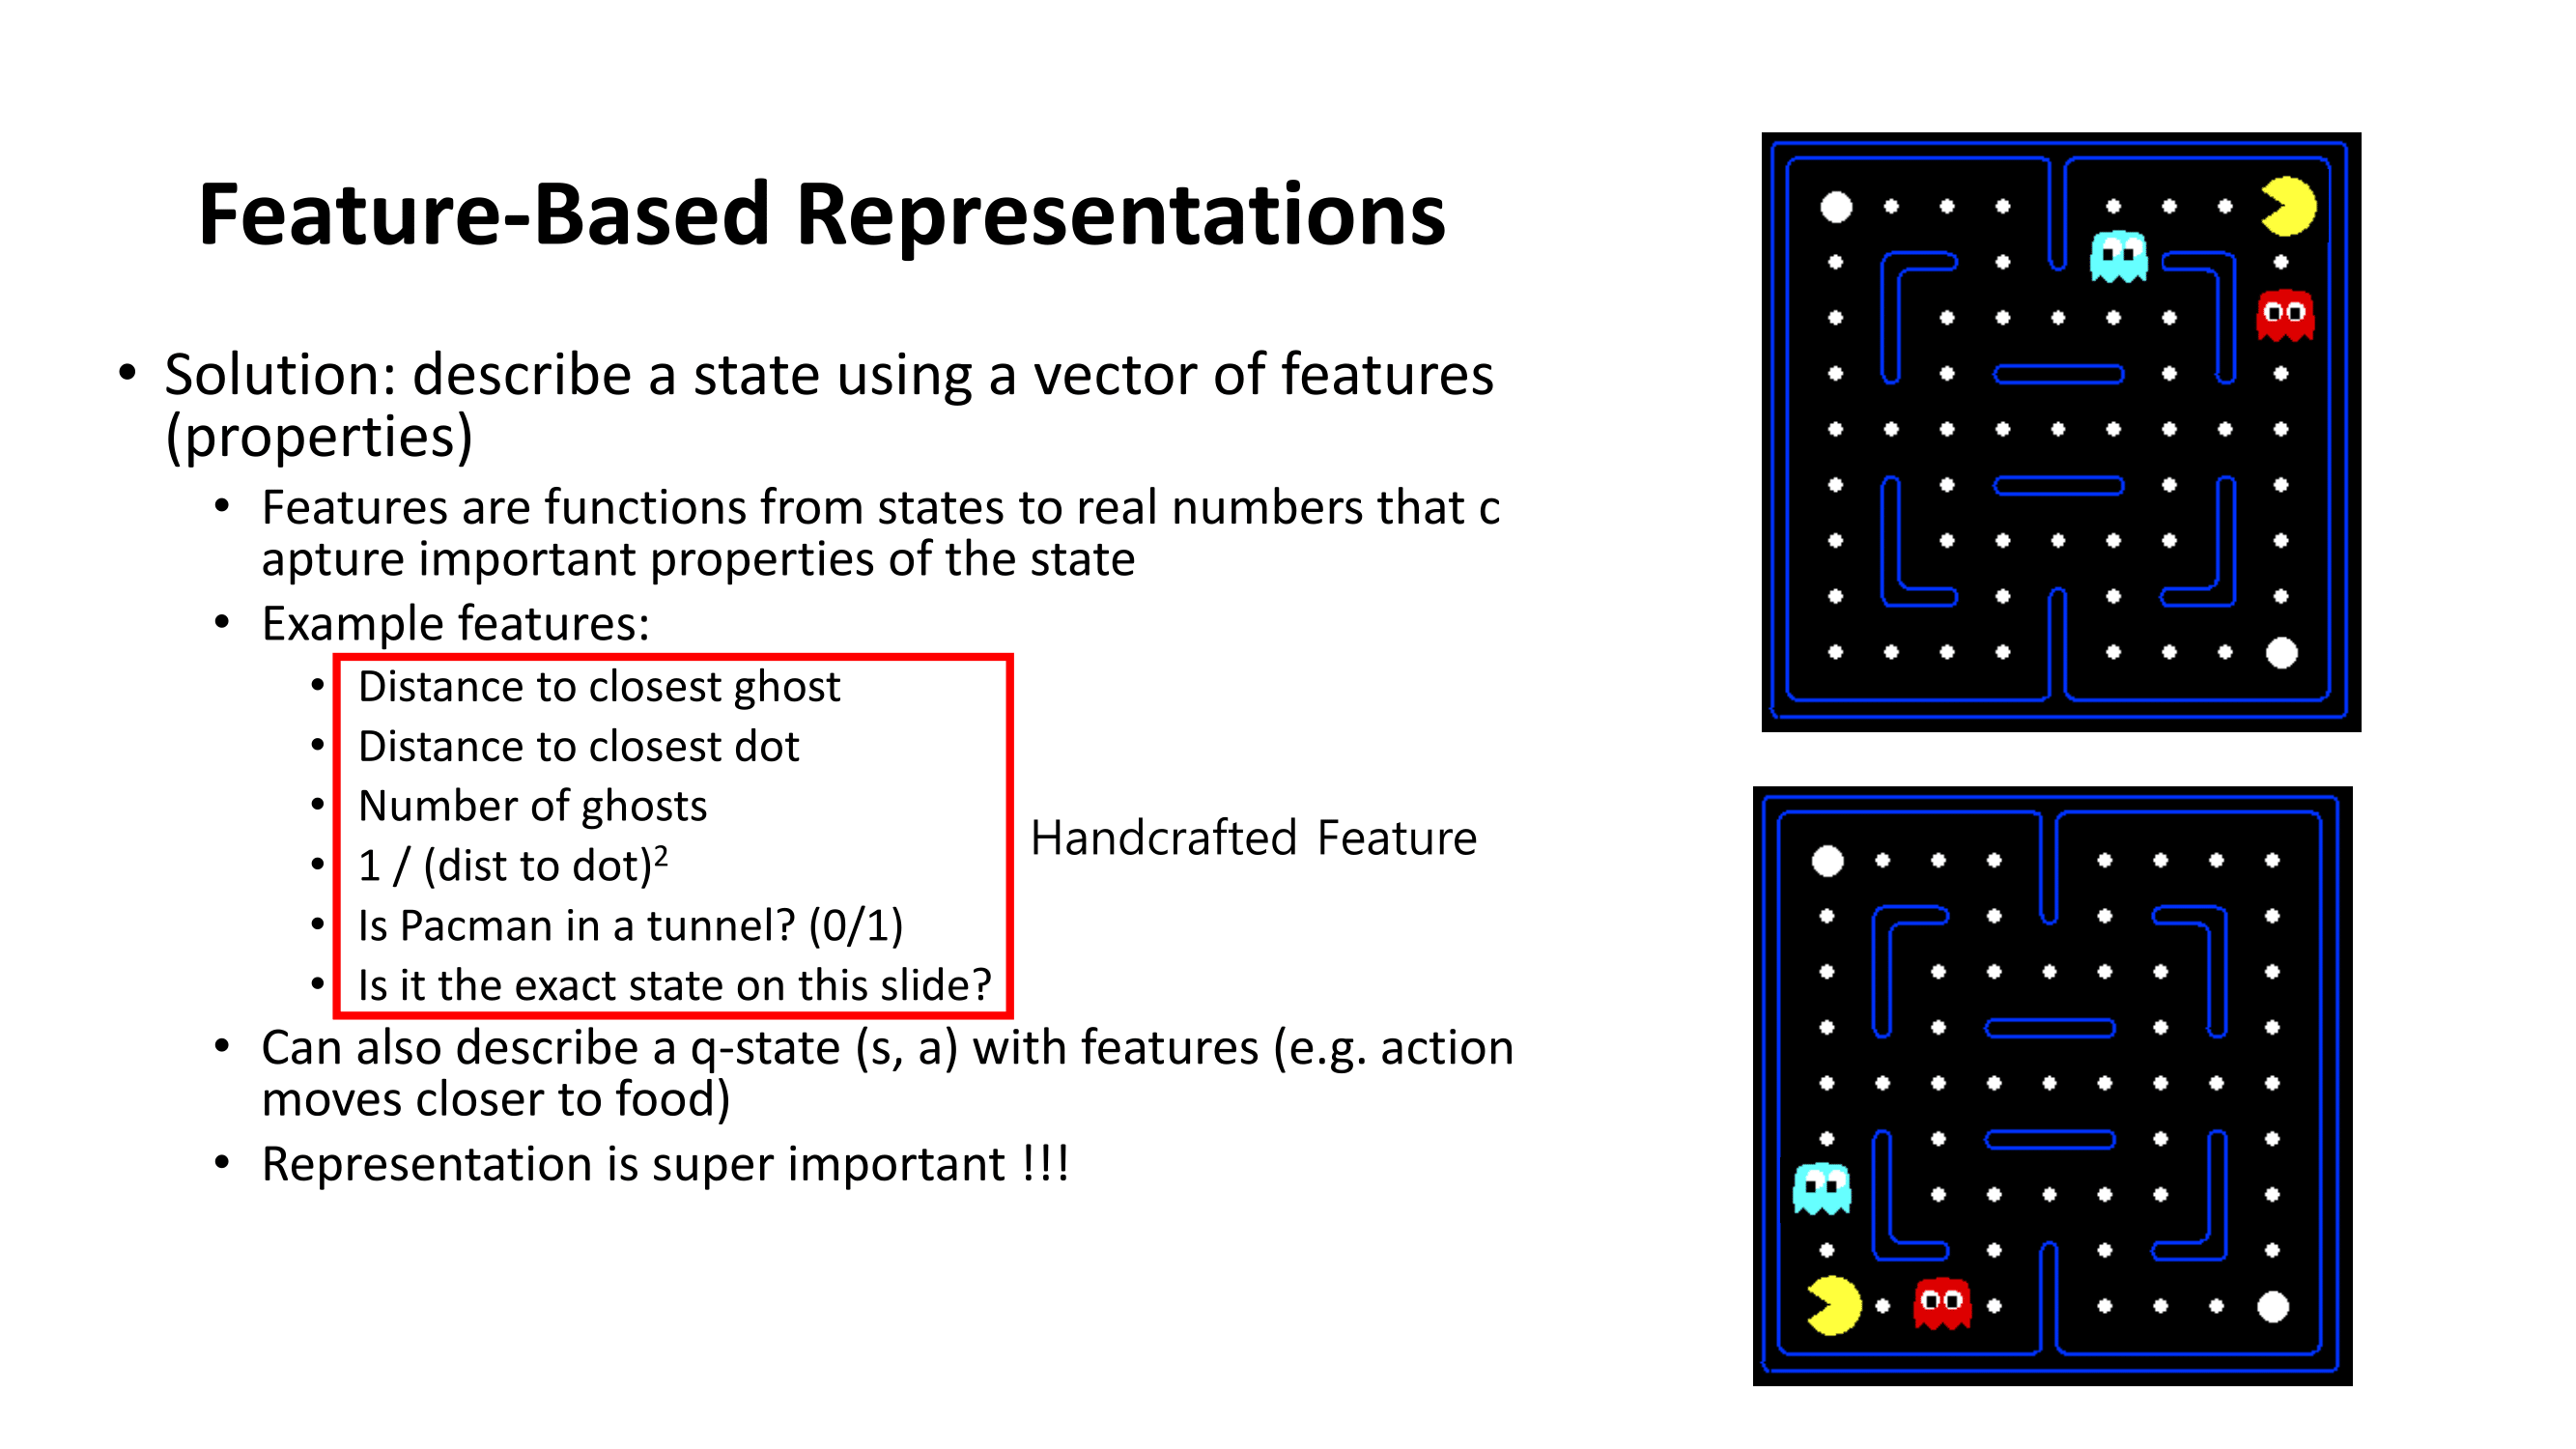 Feature-Based Representations
• Solution: describe a state using a vector of features
(properties)
• Features are functions from states to real numbers that c
apture important properties of the state
• Example features:
• Distance to closest ghost
• Distance to closest dot
• Number of ghosts
• 1 / (dist to dot)²
• Is Pacman in a tunnel? (0/1)
• Is it the exact state on this slide?
Handcrafted Feature
• Can also describe a q-state (s, a) with features (e.g. action
moves closer to food)
• Representation is super important !!!